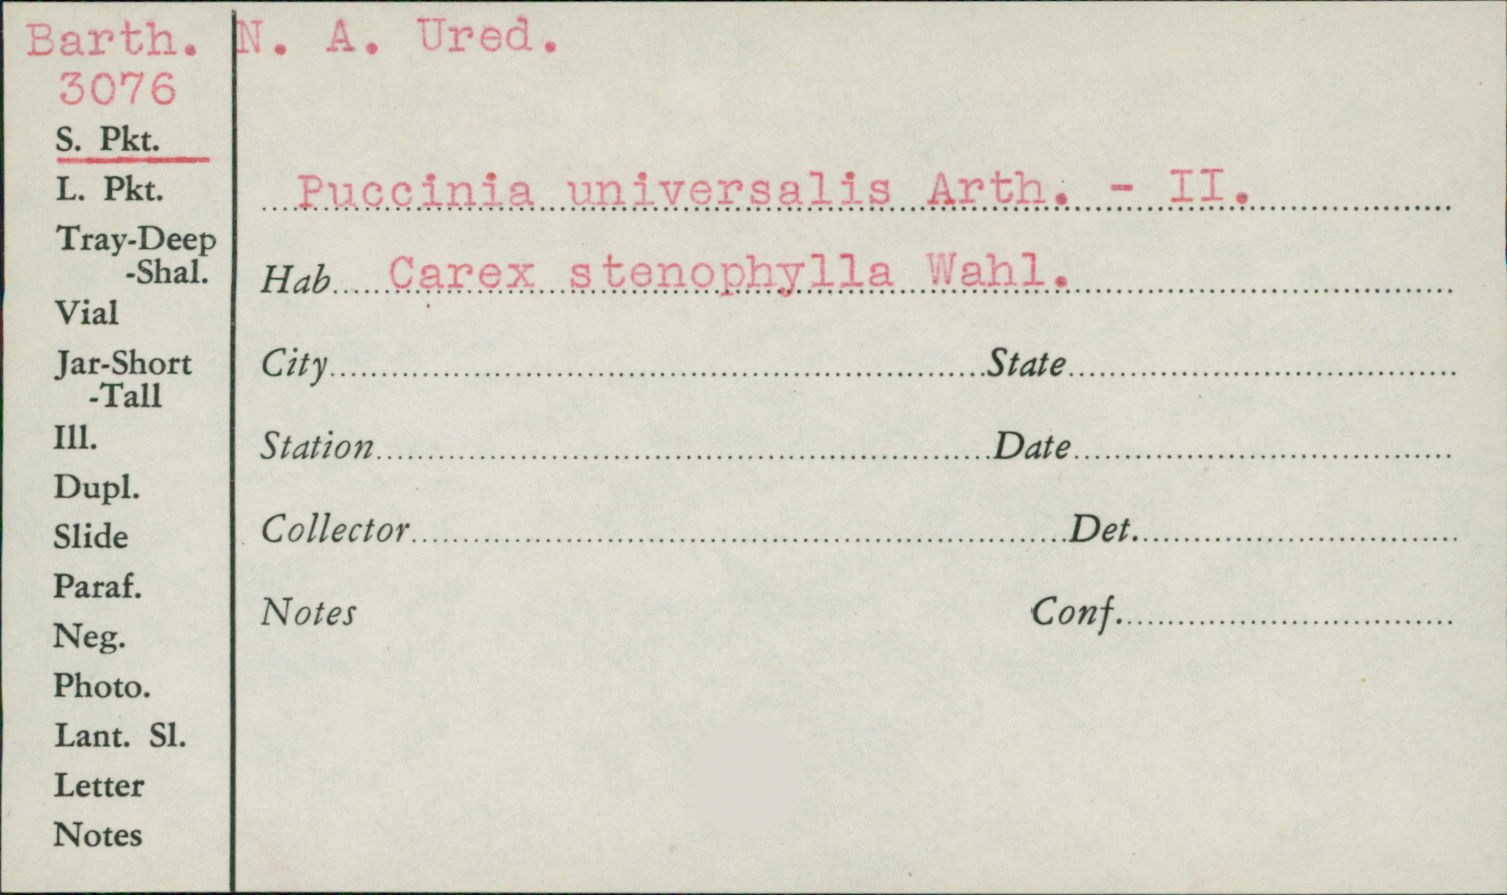 Barth. N. A. Ured.
3076
S. Pkt.
L. Pkt.
Tray-Deep
-Shal.
Vial
Jar-Short
-Tall
Ill.
Dupl.
Slide
Paraf.
Neg.
Photo.
Lant. Sl.
Letter
Notes
Puccinia universalis Arth. - II.
Hab. Carex stenophylla Wahl.
City State
Station Date
Collector Det.
Notes Conf.